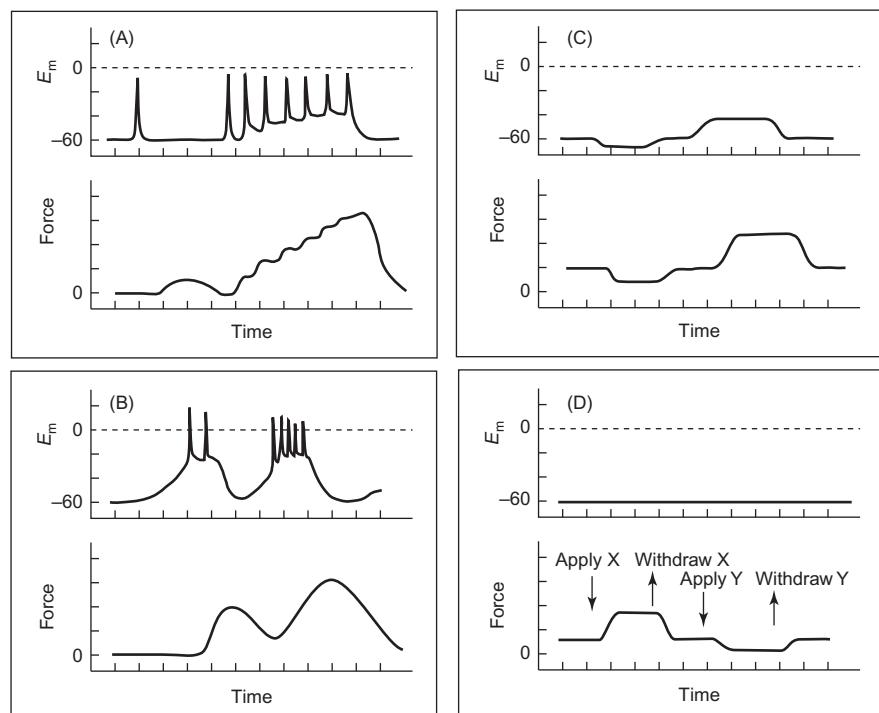 (A)
Em
0
–60
Force
0
Time
(B)
Em
0
–60
Force
0
Time
(C)
Em
0
–60
Force
0
Time
(D)
Em
0
–60
Apply X
Withdraw X
Apply Y
Withdraw Y
Force
0
Time